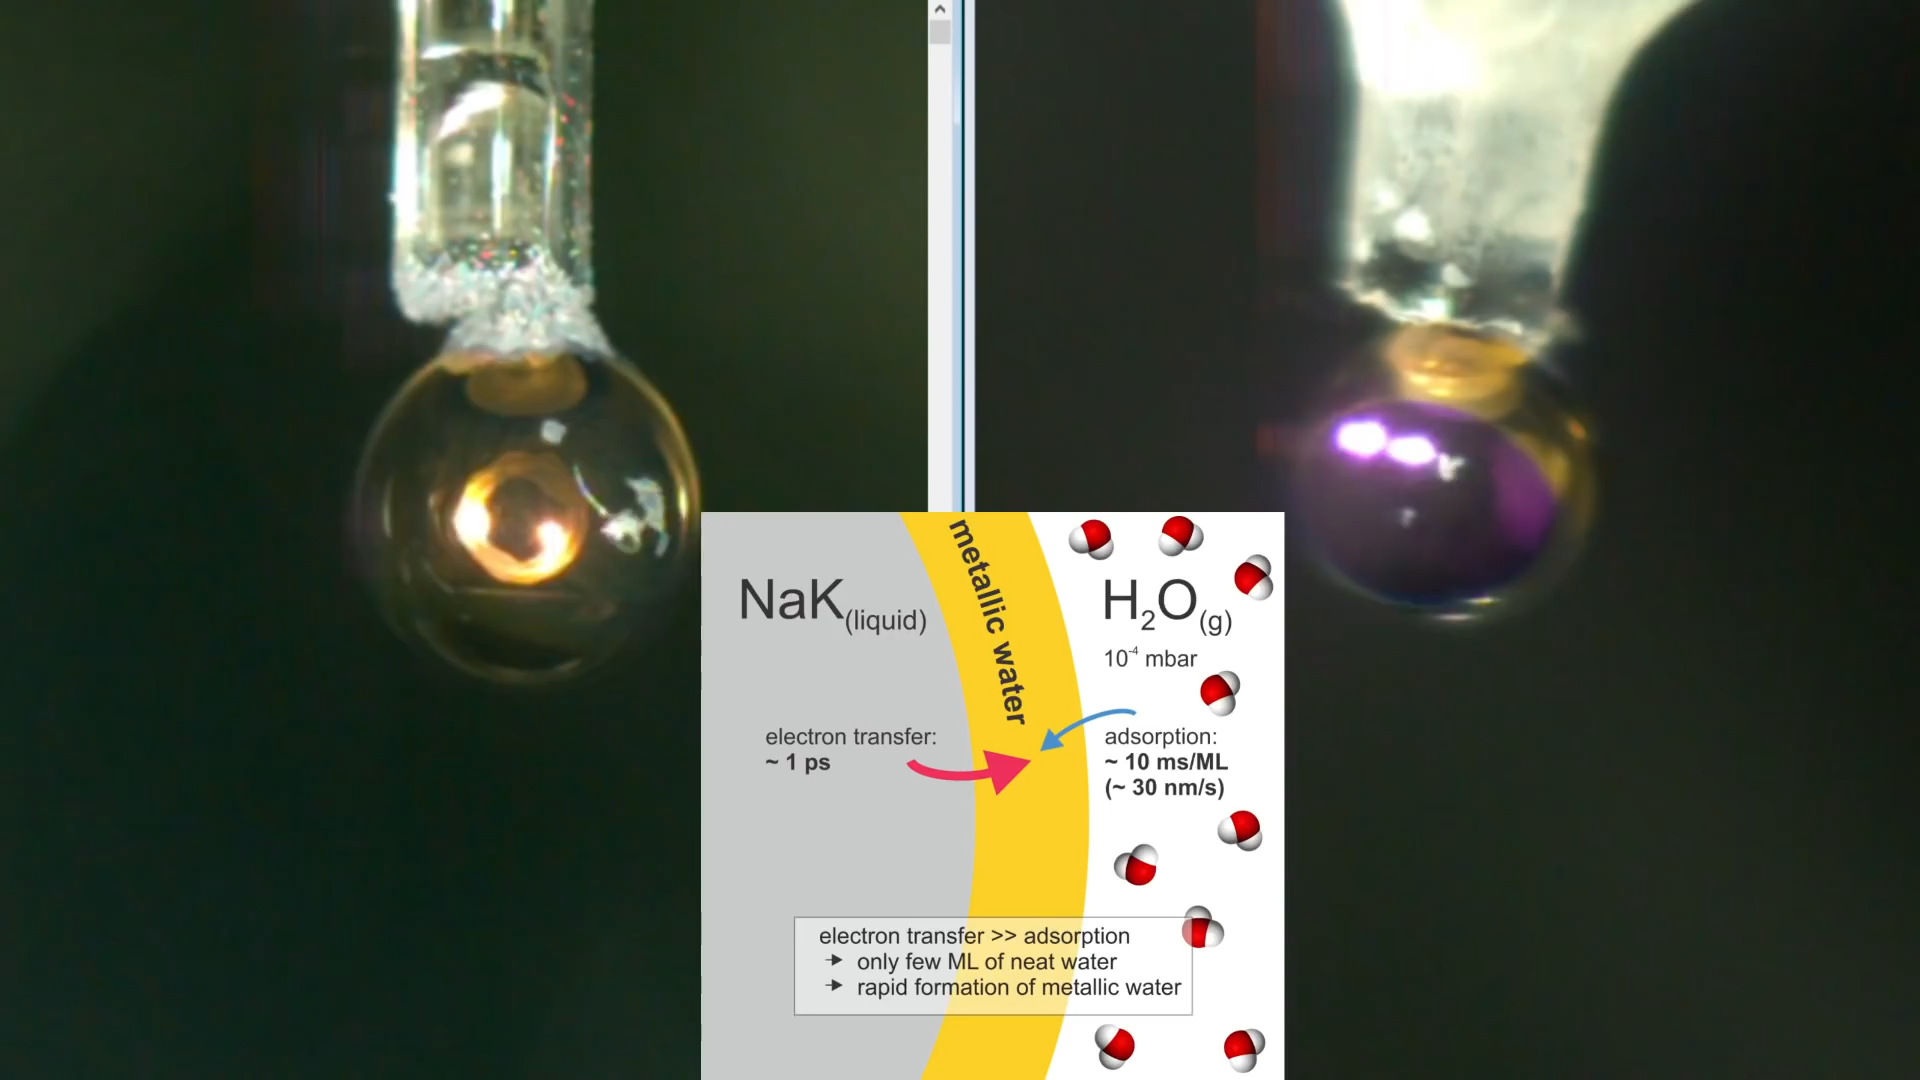 metallic water
NaK(liquid)
H₂O(g)
10⁻⁴ mbar
electron transfer:
~ 1 ps
adsorption:
~ 10 ms/ML
(~ 30 nm/s)
electron transfer >> adsorption
➔ only few ML of neat water
➔ rapid formation of metallic water